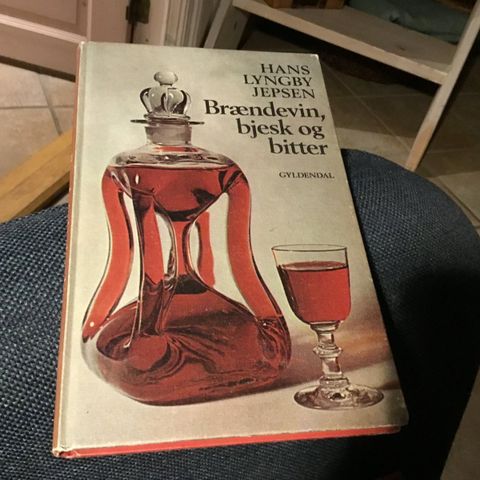 HANS
LYNGBY
JEPSEN
Brændevin,
bjesk og
bitter
GYLDENDAL